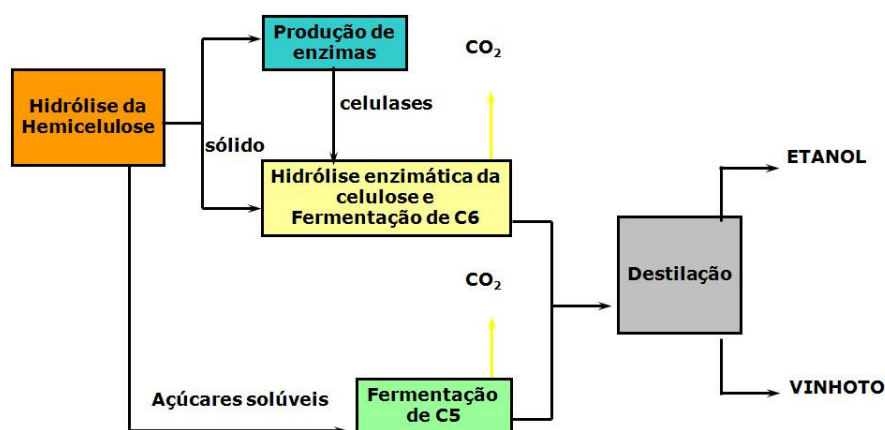 Produção de
enzimas
CO₂
Hidrólise da
Hemicelulose
celulases
sólido
ETANOL
Hidrólise enzimática da
celulose e
Fermentação de C6
Destilação
CO₂
Açúcares solúveis
Fermentação
de C5
VINHOTO